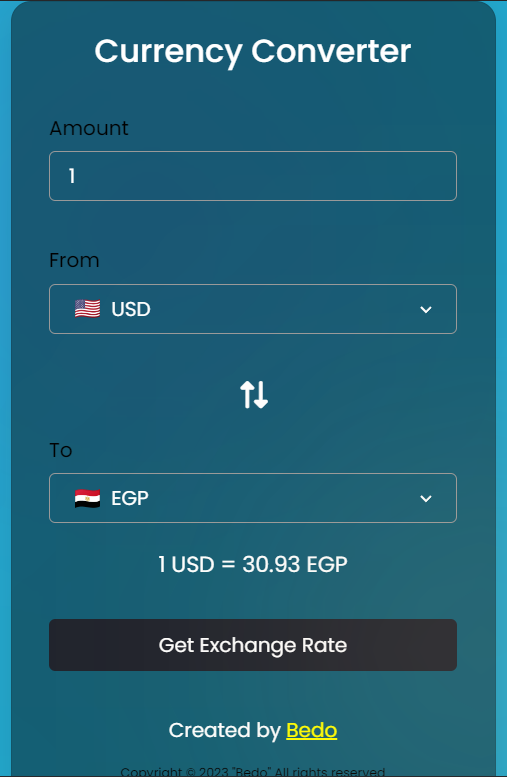 Currency Converter
Amount
1
From
USD
To
EGP
1 USD = 30.93 EGP
Get Exchange Rate
Created by Bedo
Copyright © 2023 "Bedo" All rights reserved